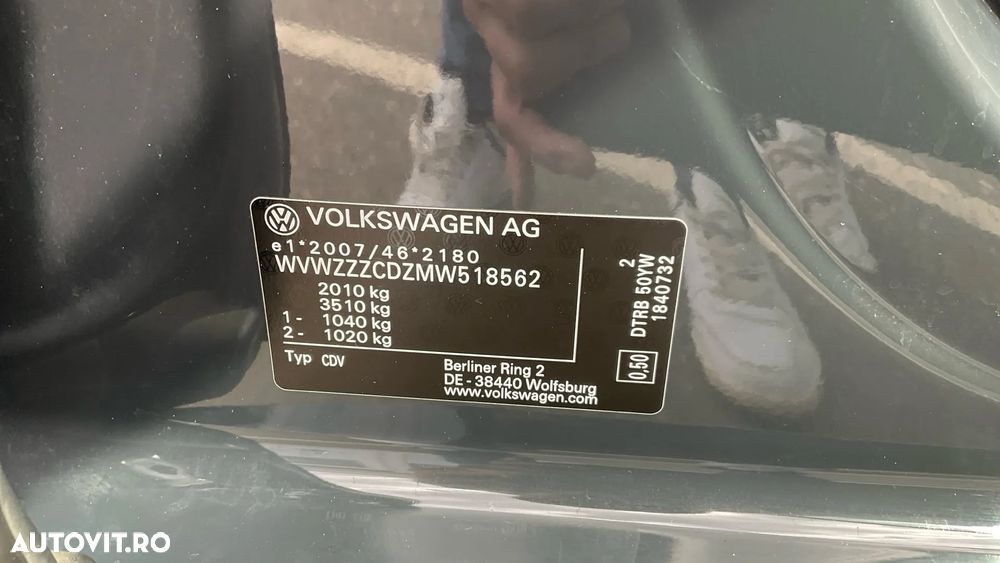 VOLKSWAGEN AG
e1*2007/46*2180
WVWZZZCDZMW518562
2010 kg
3510 kg
1- 1040 kg
2- 1020 kg
Typ CDV
Berliner Ring 2
DE-38440 Wolfsburg
www.volkswagen.com
2
DTRB 50YW
1840732
0,50
AUTOVIT.RO